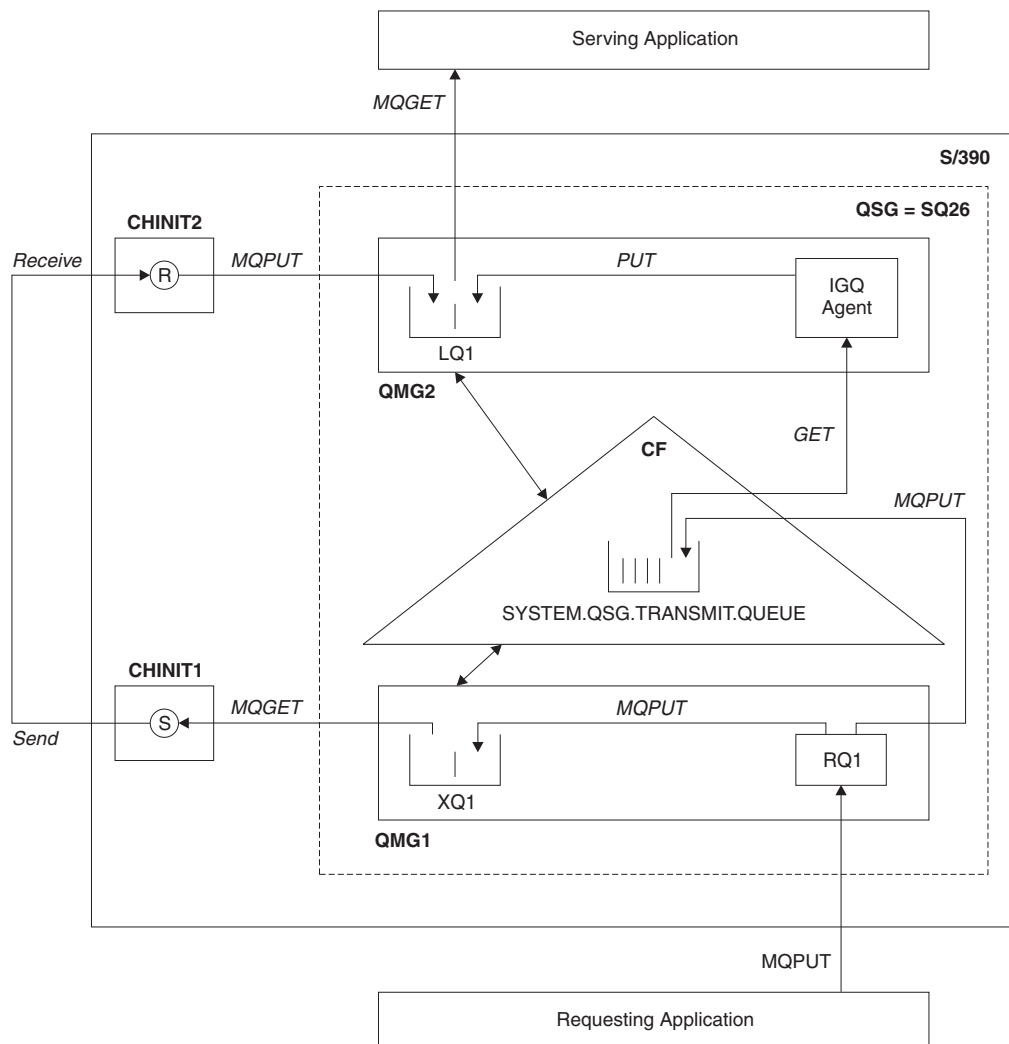 Serving Application
MQGET
S/390
QSG = SQ26
CHINIT2
Receive
R
MQPUT
PUT
IGQ
Agent
LQ1
QMG2
GET
CF
MQPUT
SYSTEM.QSG.TRANSMIT.QUEUE
CHINIT1
S
MQGET
MQPUT
Send
RQ1
XQ1
QMG1
MQPUT
Requesting Application